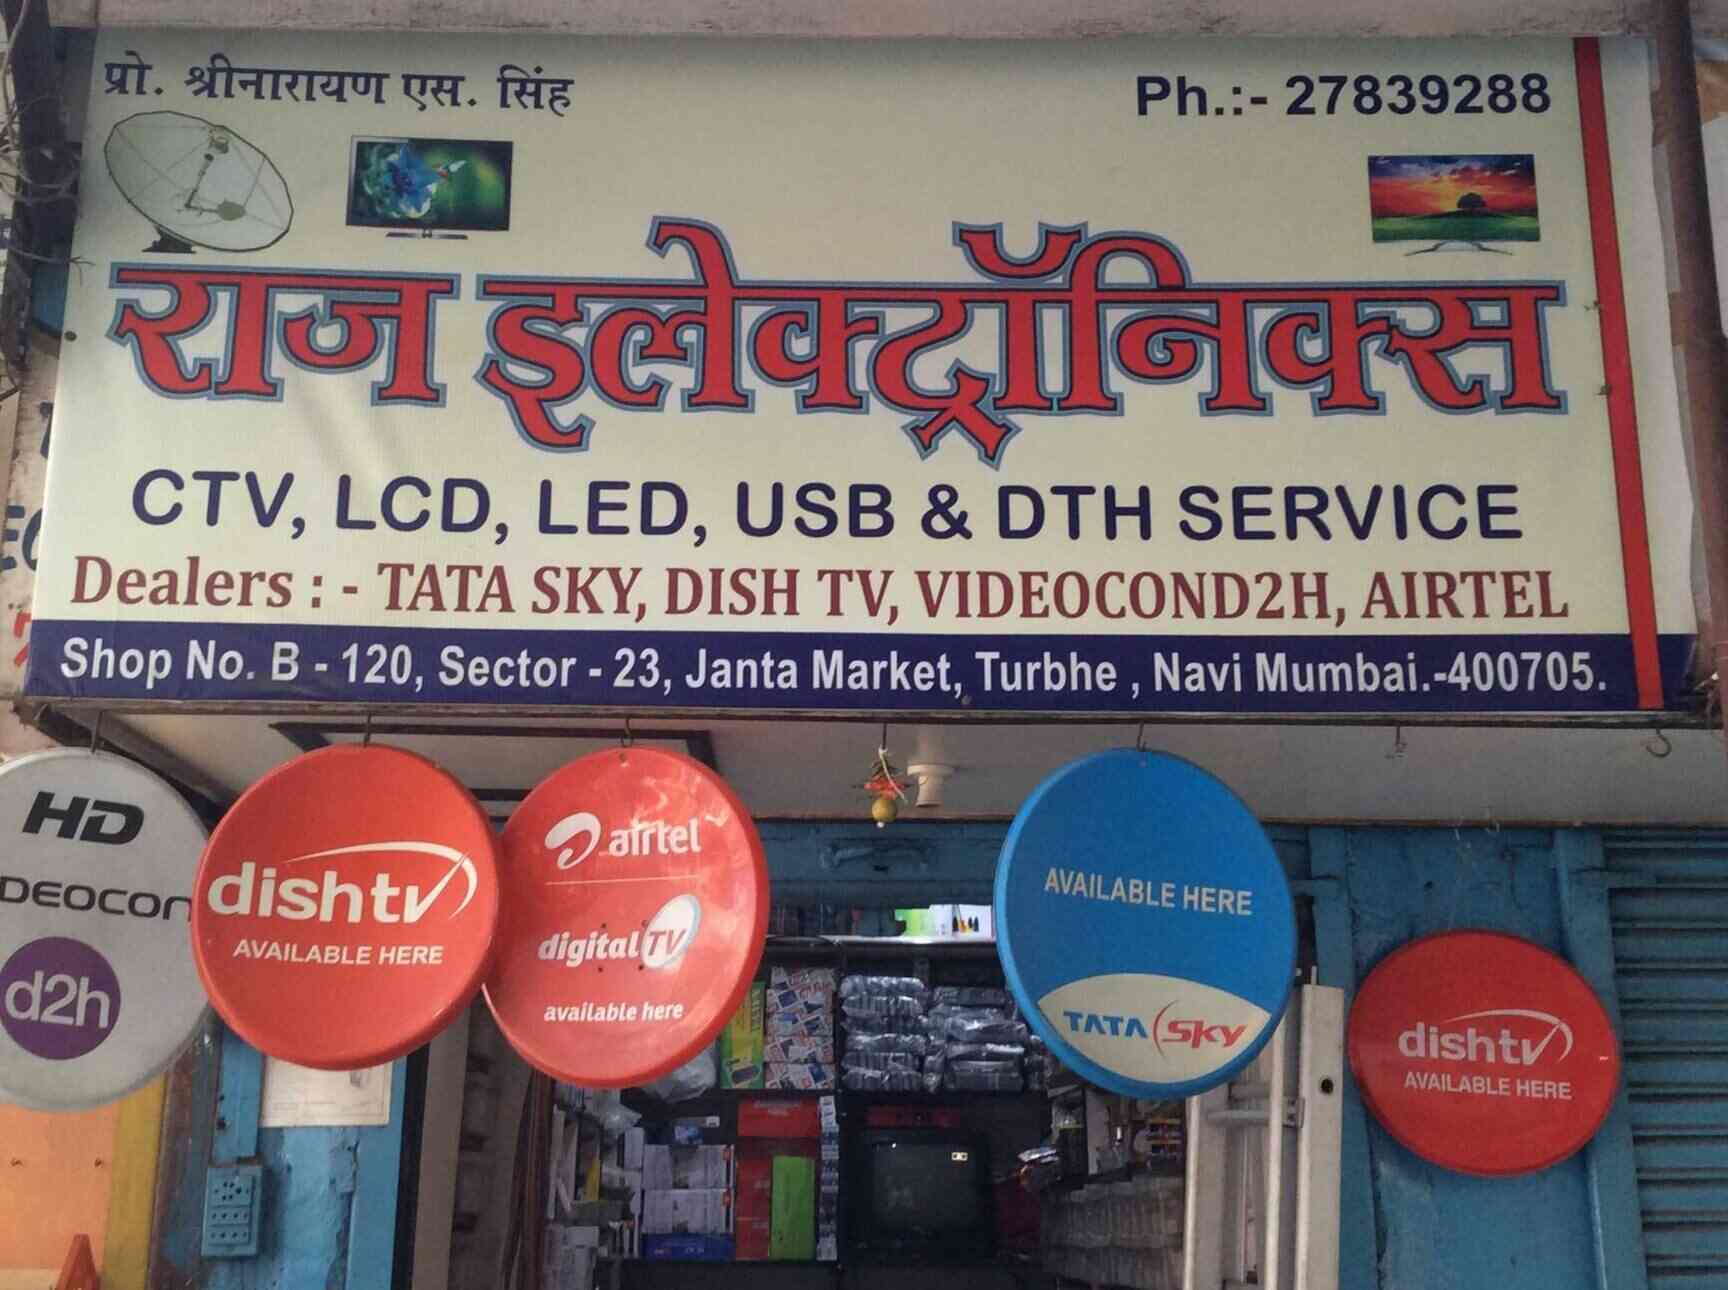 प्रो. श्रीनारायण एस. सिंह
Ph.:- 27839288
राज इलेक्ट्रॉनिक्स
CTV, LCD, LED, USB & DTH SERVICE
Dealers : - TATA SKY, DISH TV, VIDEOCOND2H, AIRTEL
Shop No. B - 120, Sector - 23, Janta Market, Turbhe , Navi Mumbai.-400705.
HD
DEOCON
d2h
dishtv
AVAILABLE HERE
airtel
digital TV
available here
AVAILABLE HERE
TATA SKY
dishtv
AVAILABLE HERE